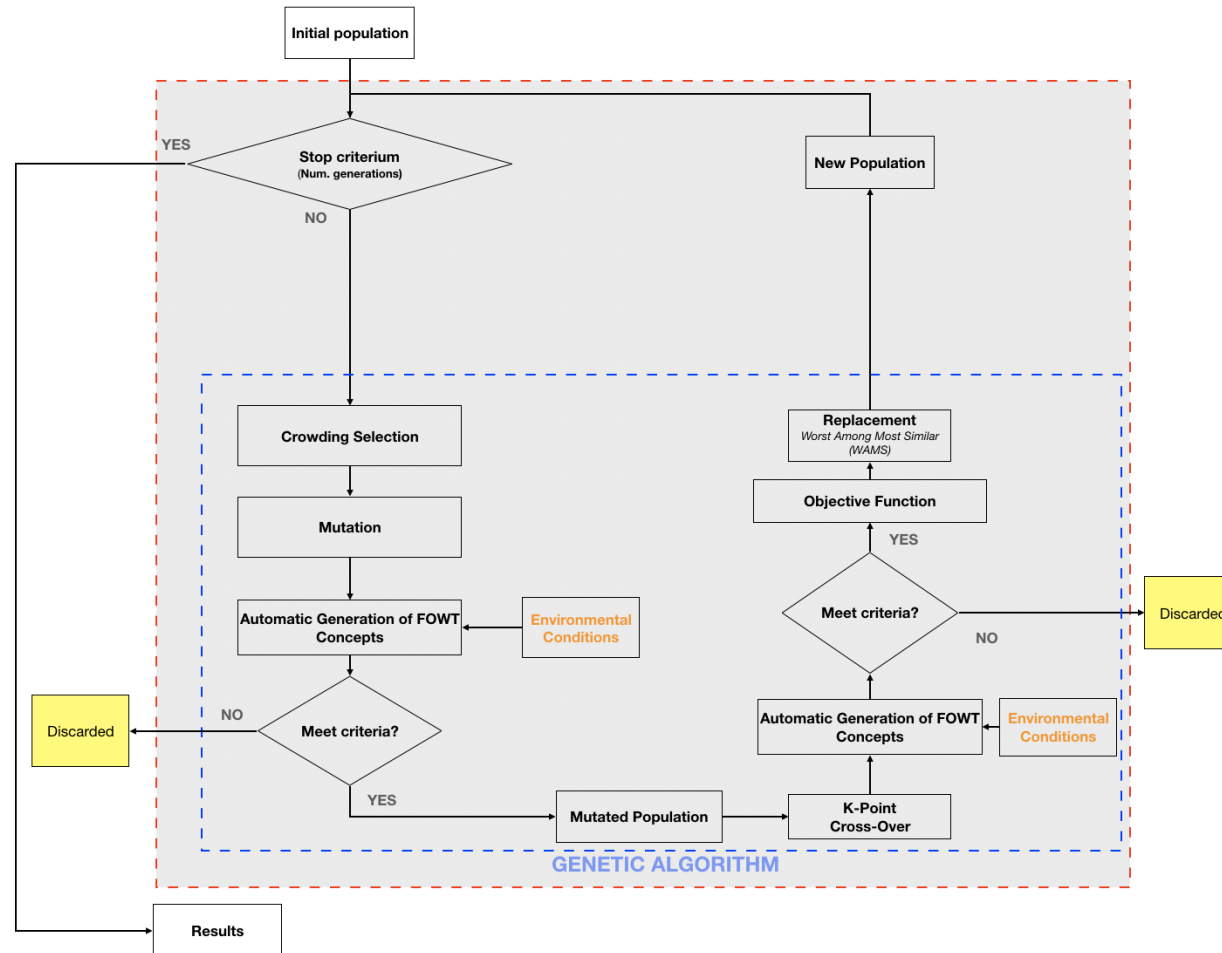 Initial population
YES
Stop criterium
(Num. generations)
NO
New Population
Crowding Selection
Mutation
Automatic Generation of FOWT
Concepts
Environmental
Conditions
Meet criteria?
NO
Discarded
YES
Mutated Population
K-Point
Cross-Over
Automatic Generation of FOWT
Concepts
Environmental
Conditions
Meet criteria?
NO
Discarded
YES
Objective Function
Replacement
Worst Among Most Similar
(WAMS)
GENETIC ALGORITHM
Results